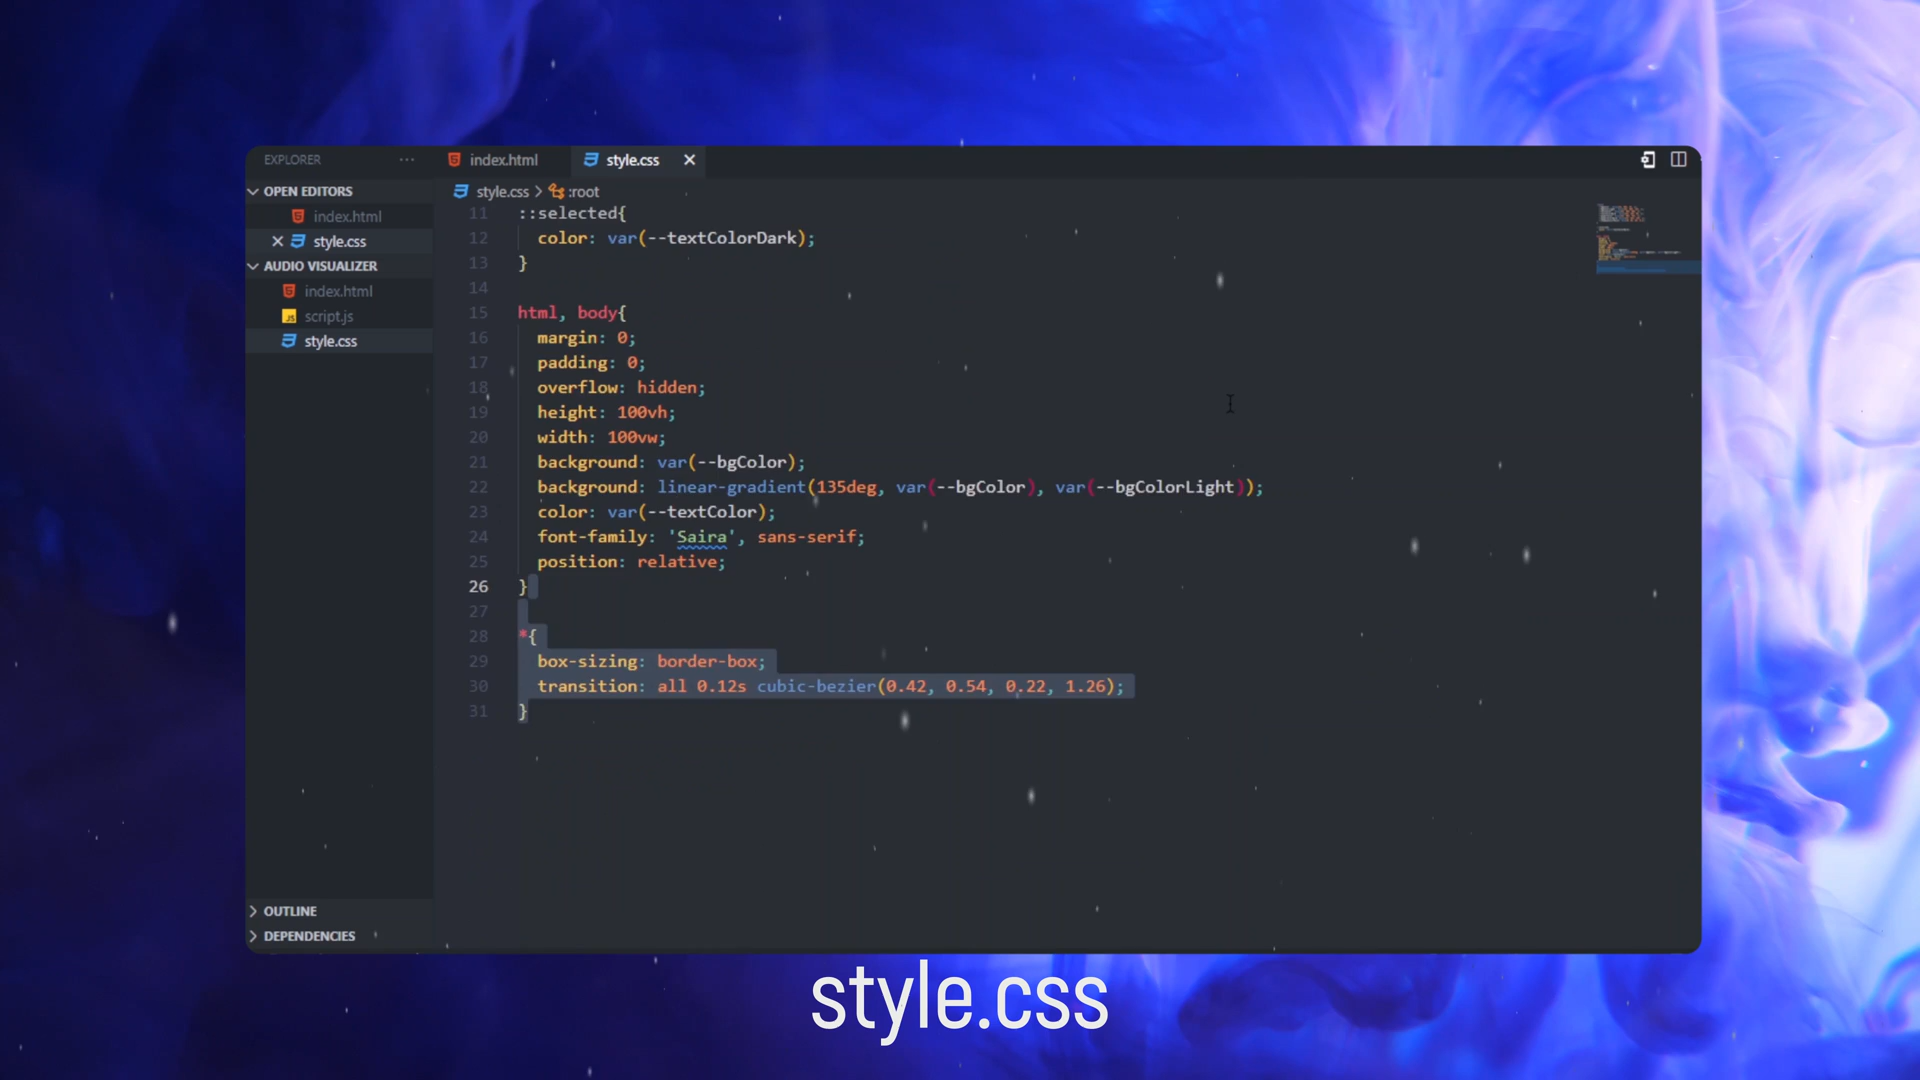 EXPLORER
OPEN EDITORS
index.html
style.css
AUDIO VISUALIZER
index.html
script.js
style.css
OUTLINE
DEPENDENCIES
index.html
style.css
style.css > :root
11 ::selected{
12 color: var(--textColorDark);
13 }
14
15 html, body{
16 margin: 0;
17 padding: 0;
18 overflow: hidden;
19 height: 100vh;
20 width: 100vw;
21 background: var(--bgColor);
22 background: linear-gradient(135deg, var(--bgColor), var(--bgColorLight));
23 color: var(--textColor);
24 font-family: 'Saira', sans-serif;
25 position: relative;
26 }
27
28 *{
29 box-sizing: border-box;
30 transition: all 0.12s cubic-bezier(0.42, 0.54, 0.22, 1.26);
31 }
style.css